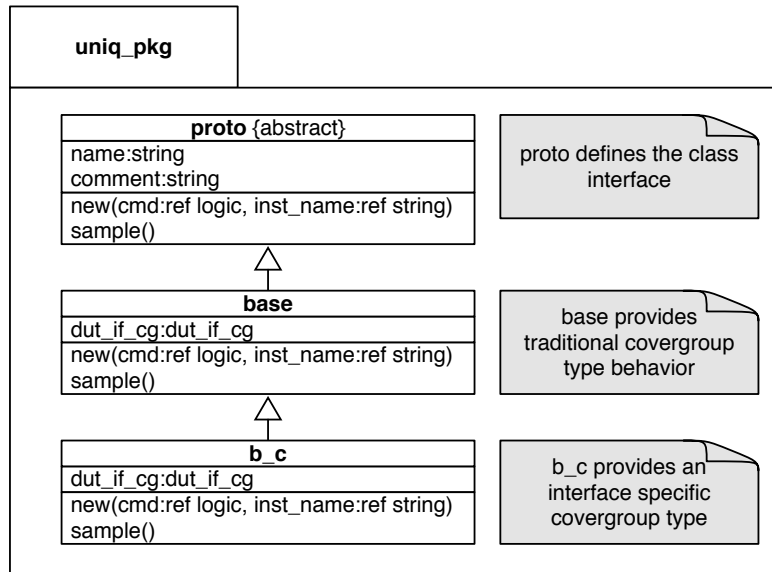 uniq_pkg
proto {abstract}
name:string
comment:string
new(cmd:ref logic, inst_name:ref string)
sample()
proto defines the class
interface
base
dut_if_cg:dut_if_cg
new(cmd:ref logic, inst_name:ref string)
sample()
base provides
traditional covergroup
type behavior
b_c
dut_if_cg:dut_if_cg
new(cmd:ref logic, inst_name:ref string)
sample()
b_c provides an
interface specific
covergroup type